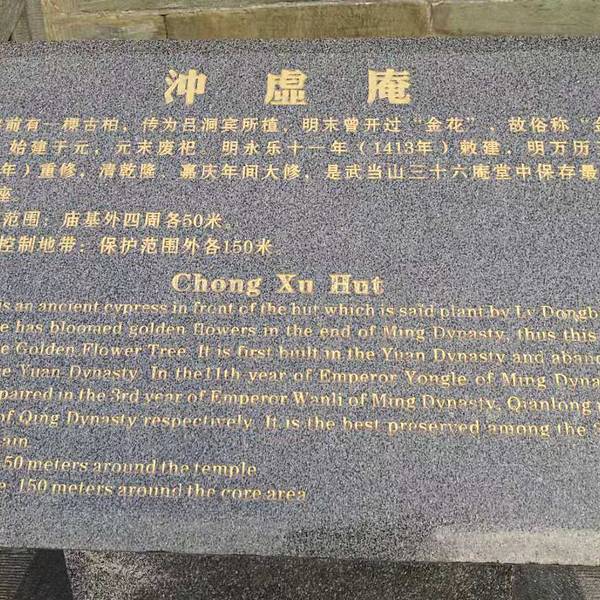 沖虚庵
前有一棵古柏，传为吕洞宾所植，明末曾开过“金花”，故俗称“金
始建于元，元末废祀 明永乐十一年（1413年）敕建，明万历
年）重修，清乾隆、嘉庆年间大修，是武当山三十六庵堂中保存最
座
范围：庙基外四周各50米。
控制地带：保护范围外各150米
Chong Xu Hut
is an ancient cypress in front of the hut which is said plant by Lv Dongb
e has bloomed golden flowers in the end of Ming Dynasty, thus this
e Golden Flower Tree. It is first built in the Yuan Dynasty and aban
e Yuan Dynasty. In the11th year of Emperor Yongle of Ming Dyna
paired in the 3rd year of Emperor Wanli of Ming Dynasty, Qianlong
of Qing Dynasty respectively. It is the best preserved among the
ain
50 meters around the temple
e: 150 meters around the core area